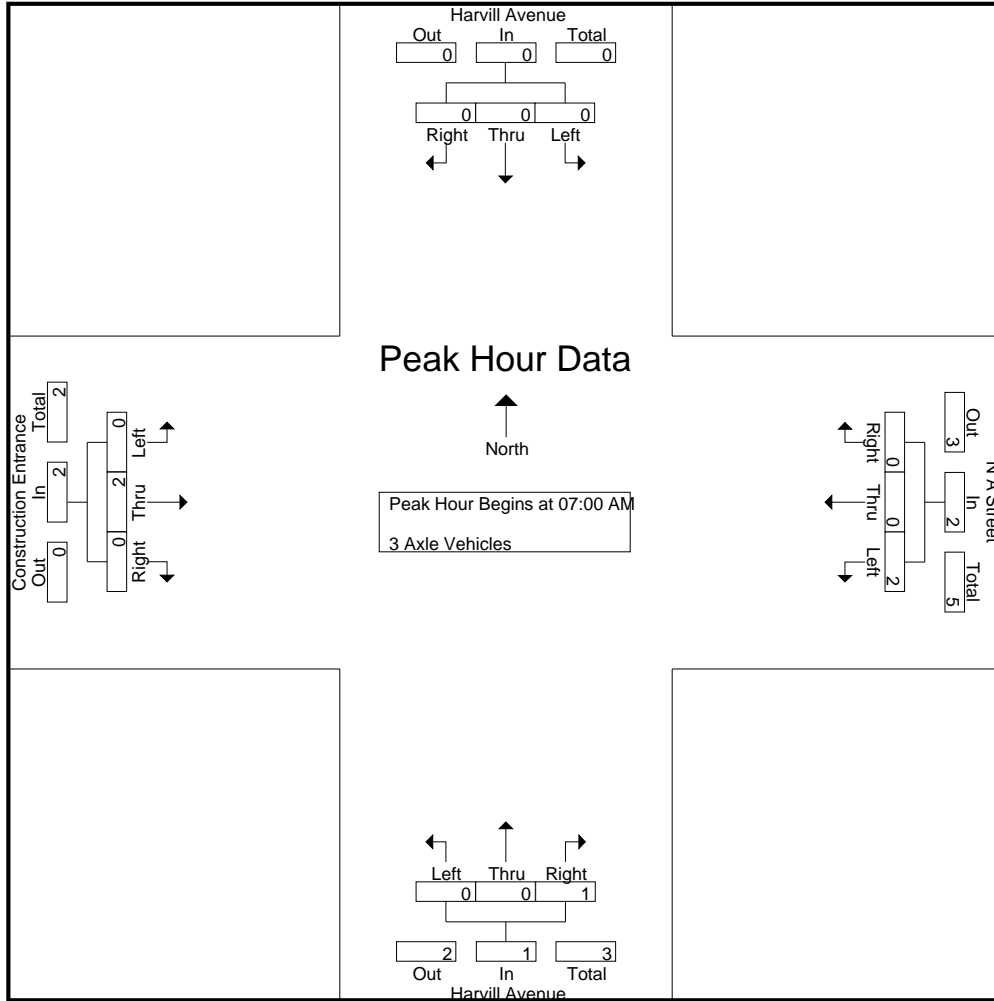 Harvill Avenue
Out In Total
0 0 0
0 0 0
Right Thru Left
Peak Hour Data
North
Peak Hour Begins at 07:00 AM
3 Axle Vehicles
Construction Entrance
Total In Out
2 2 0
0 2 0
Left Thru Right
N A Street
Out In Total
3 2 5
0 0 2
Right Thru Left
Left Thru Right
0 0 1
2 1 3
Out In Total
Harvill Avenue